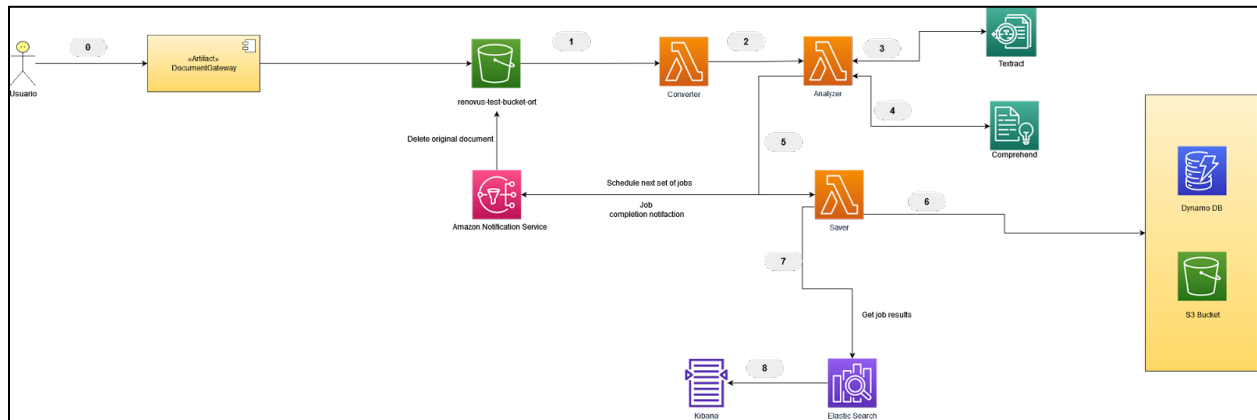 0
Usuario
«Artifact»
DocumentGateway
renovus-test-bucket-ort
1
Converter
2
Analyzer
3
Textract
4
Comprehend
Delete original document
5
Amazon Notification Service
Schedule next set of jobs
Job
completion notifaction
Saver
6
Dynamo DB
S3 Bucket
7
Get job results
Elastic Search
8
Kibana